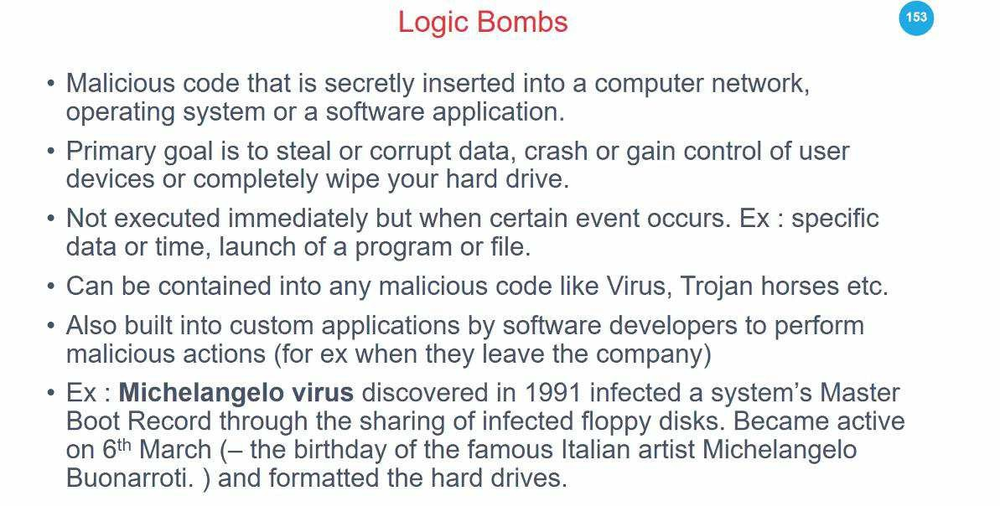 Logic Bombs
153
• Malicious code that is secretly inserted into a computer network,
operating system or a software application.
• Primary goal is to steal or corrupt data, crash or gain control of user
devices or completely wipe your hard drive.
• Not executed immediately but when certain event occurs. Ex : specific
data or time, launch of a program or file.
• Can be contained into any malicious code like Virus, Trojan horses etc.
• Also built into custom applications by software developers to perform
malicious actions (for ex when they leave the company)
• Ex : Michelangelo virus discovered in 1991 infected a system’s Master
Boot Record through the sharing of infected floppy disks. Became active
on 6th March (– the birthday of the famous Italian artist Michelangelo
Buonarroti. ) and formatted the hard drives.